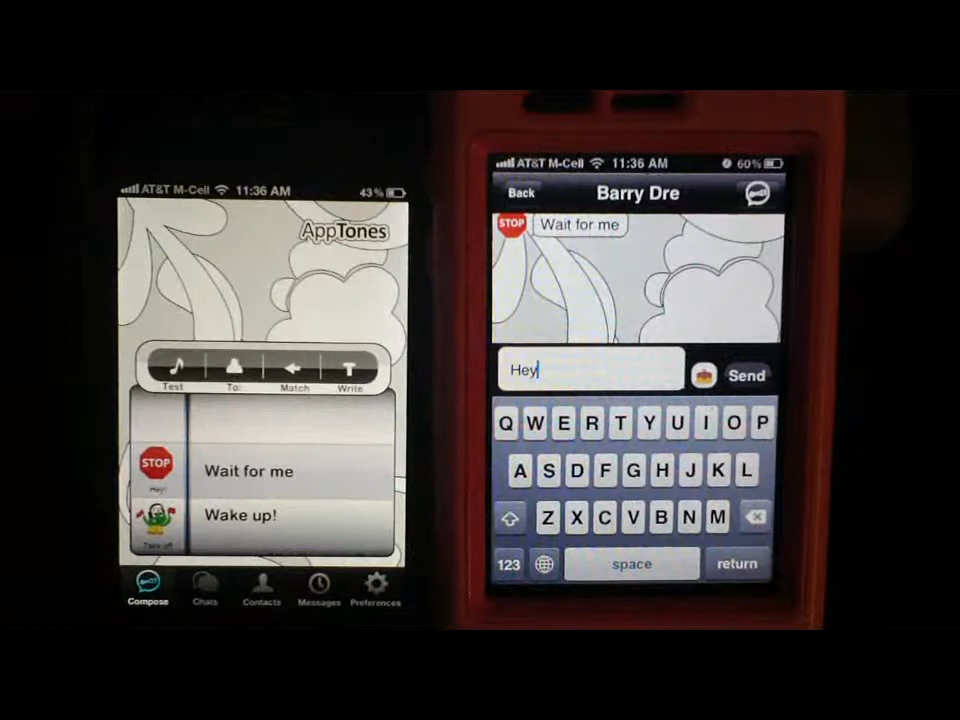 AT&T M-Cell 11:36 AM 43%
AppTones
Test To: Match Write
STOP
Hey!
Wait for me
Wake up!
Take off
Compose Chats Contacts Messages Preferences
AT&T M-Cell 11:36 AM 60%
Back Barry Dre
STOP Wait for me
Hey
Send
Q W E R T Y U I O P
A S D F G H J K L
Z X C V B N M
123 space return